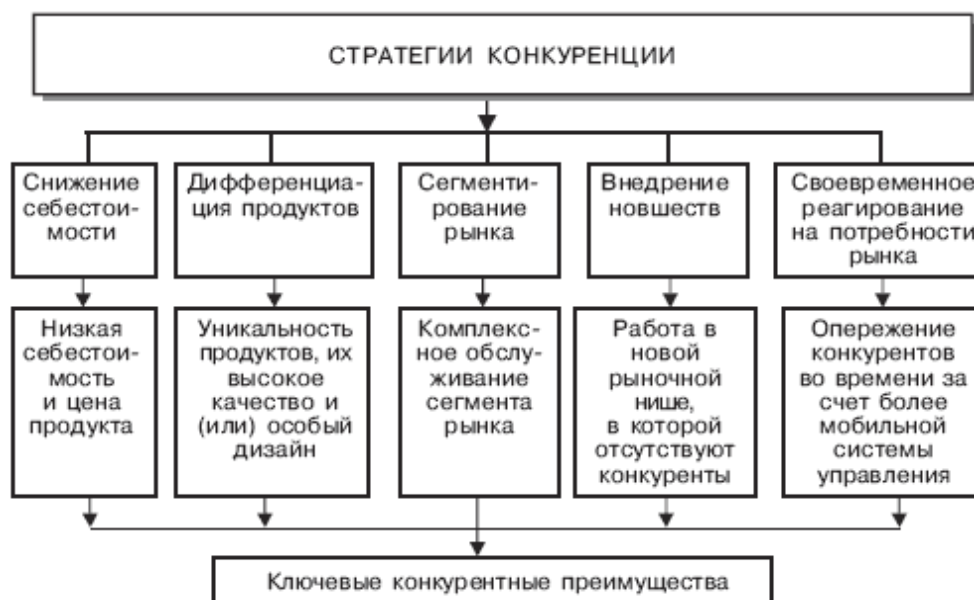 СТРАТЕГИИ КОНКУРЕНЦИИ
Снижение
себестои-
мости
Дифференциа-
ция продуктов
Сегменти-
рование
рынка
Внедрение
новшеств
Своевременное
реагирование
на потребности
рынка
Низкая
себестои-
мость
и цена
продукта
Уникальность
продуктов, их
высокое
качество и
(или) особый
дизайн
Комплекс-
ное обслу-
живание
сегмента
рынка
Работа в
новой
рыночной
нише,
в которой
отсутствуют
конкуренты
Опережение
конкурентов
во времени за
счет более
мобильной
системы
управления
Ключевые конкурентные преимущества